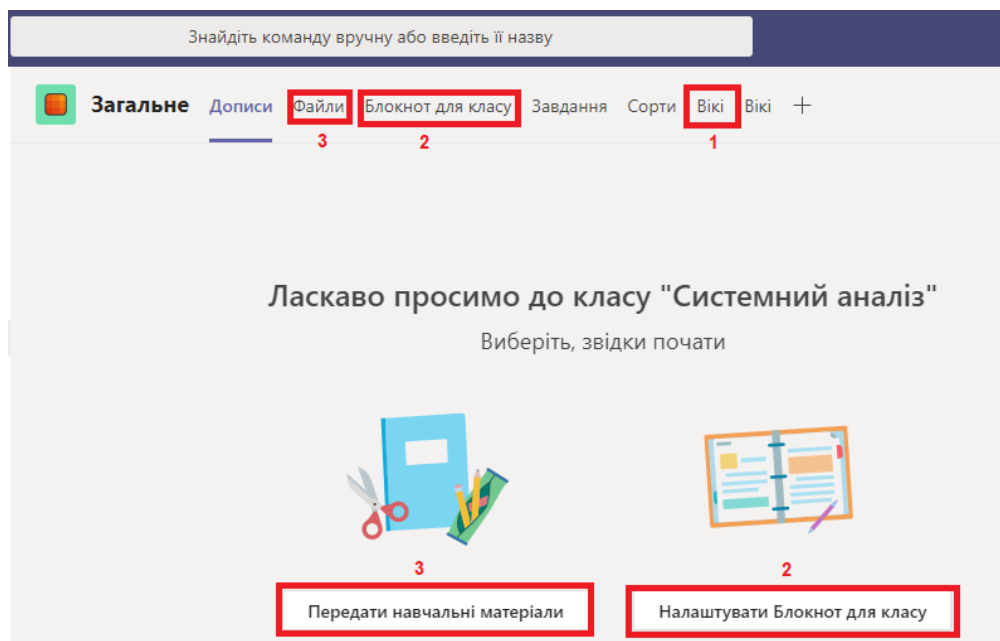 Знайдіть команду вручну або введіть її назву
Загальне Дописи Файли Блокнот для класу Завдання Сорти Вікі Вікі +
3 2 1
Ласкаво просимо до класу "Системний аналіз"
Виберіть, звідки почати
3 2
Передати навчальні матеріали Налаштувати Блокнот для класу